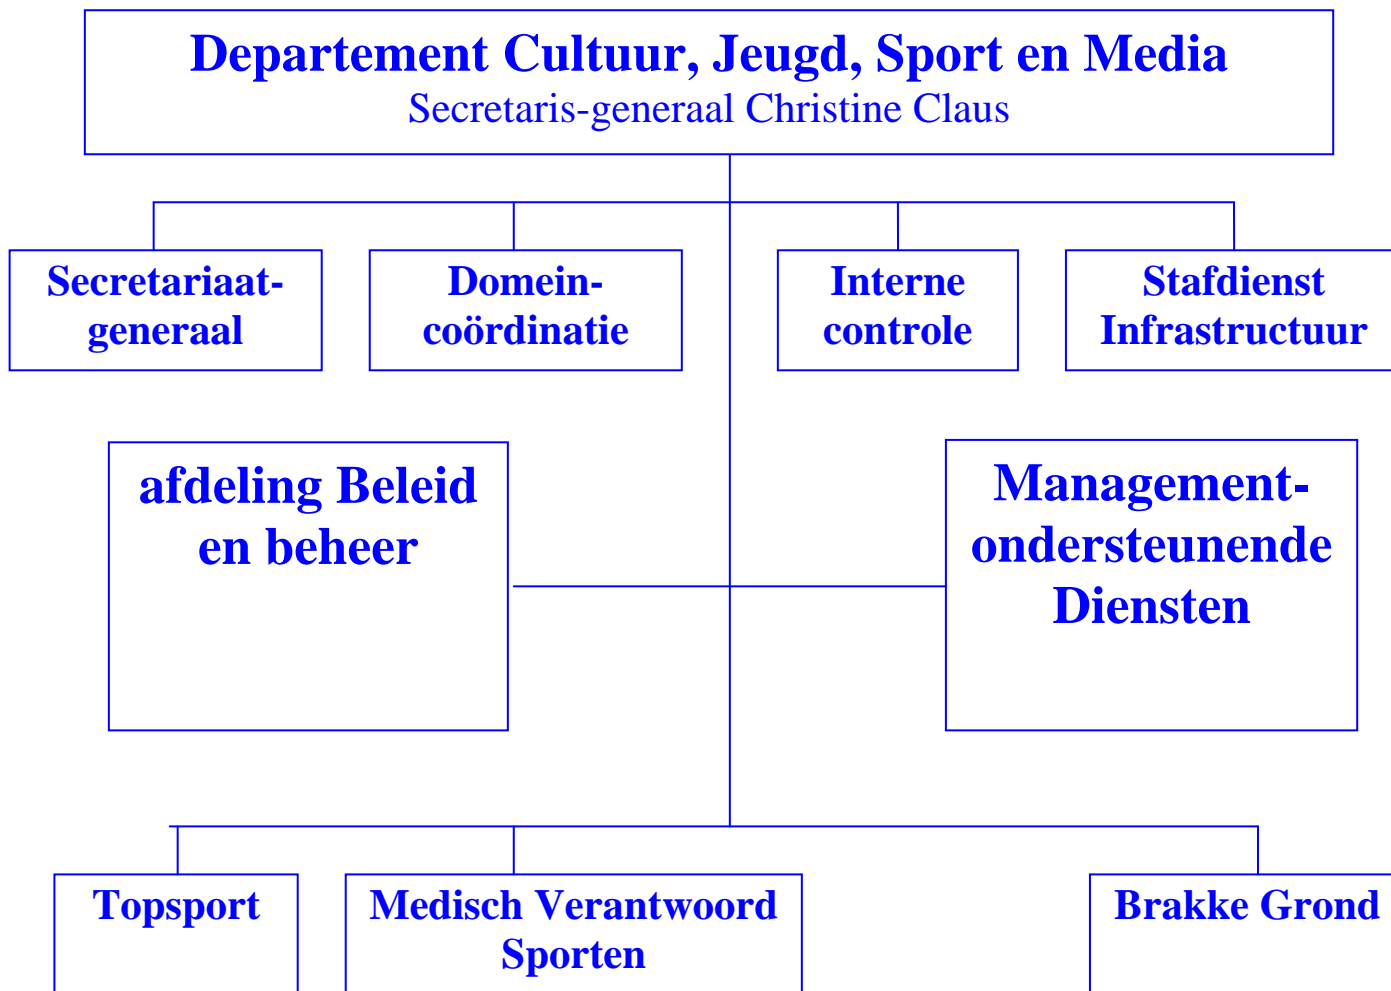 Departement Cultuur, Jeugd, Sport en Media
Secretaris-generaal Christine Claus
Secretariaat-
generaal
Domein-
coördinatie
Interne
controle
Stafdienst
Infrastructuur
afdeling Beleid
en beheer
Management-
ondersteunende
Diensten
Topsport
Medisch Verantwoord
Sporten
Brakke Grond